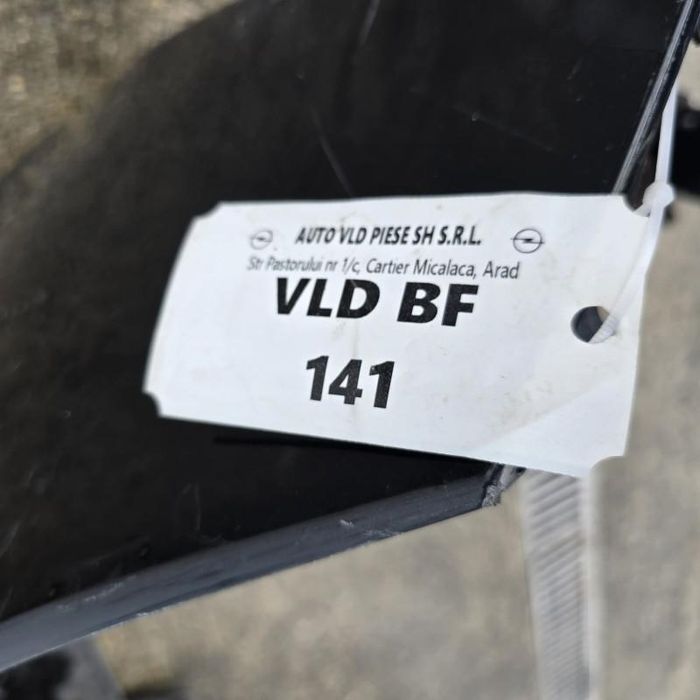 AUTO VLD PIESE SH S.R.L.
Str Pastorului nr 1/c, Cartier Micalaca, Arad
VLD BF
141